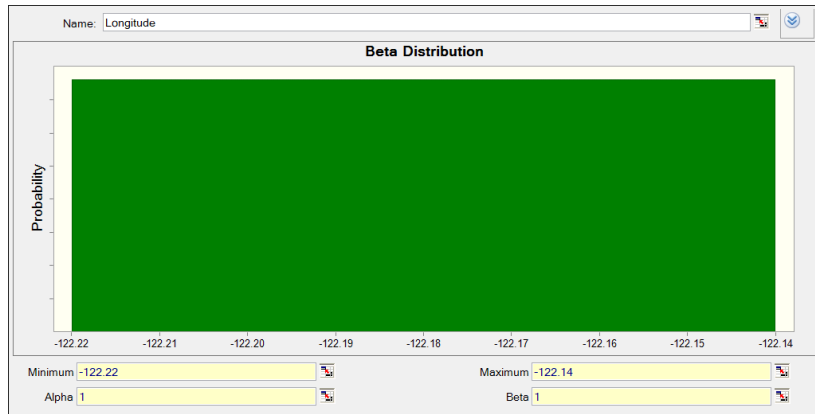 Name: Longitude
Beta Distribution
Probability
-122.22 -122.21 -122.20 -122.19 -122.18 -122.17 -122.16 -122.15 -122.14
Minimum -122.22 Maximum -122.14
Alpha 1 Beta 1